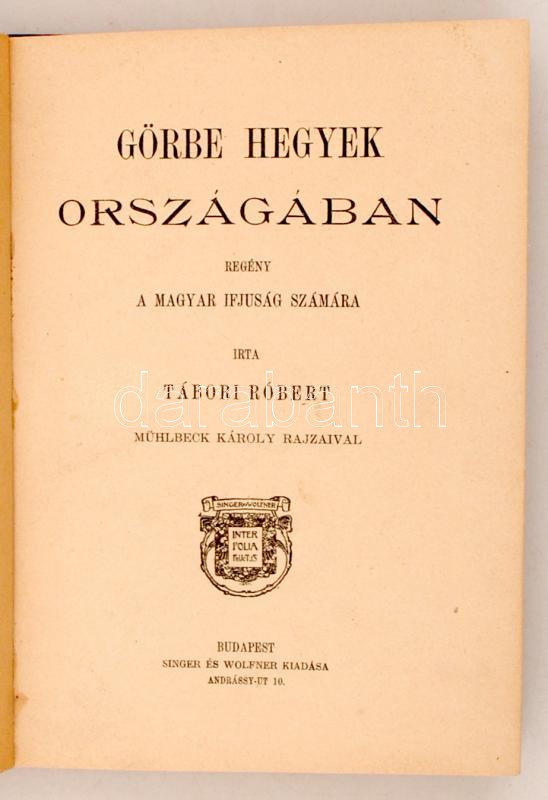 GÖRBE HEGYEK
ORSZÁGÁBAN
REGÉNY
A MAGYAR IFJUSÁG SZÁMÁRA
IRTA
TÁBORI RÓBERT
darabanth
MÜHLBECK KÁROLY RAJZAIVAL
SINGER WOLFNER
INTER
FOLIA
BUDAPEST
SINGER ÉS WOLFNER KIADÁSA
ANDRÁSSY-UT 10.